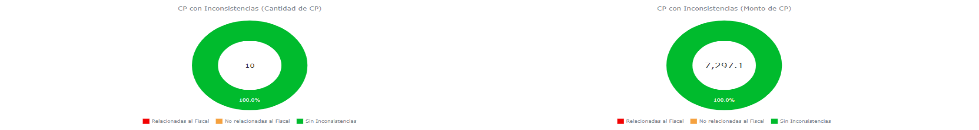 CP con Inconsistencias (Cantidad de CP)
10
100.0%
Relacionadas al Fiscal No relacionadas al Fiscal Sin Inconsistencias
CP con Inconsistencias (Monto de CP)
7,297.1
100.0%
Relacionadas al Fiscal No relacionadas al Fiscal Sin Inconsistencias